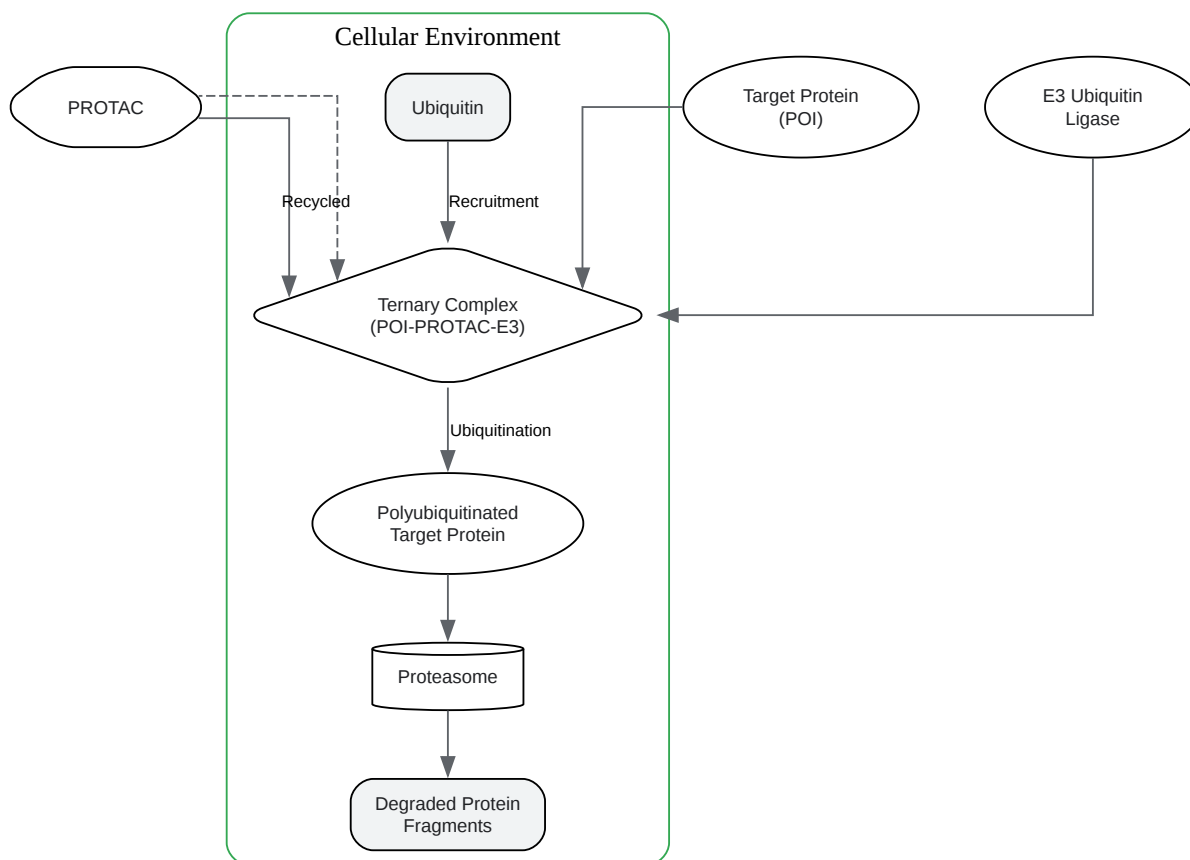 Cellular Environment
PROTAC
Ubiquitin
Target Protein
(POI)
E3 Ubiquitin
Ligase
Recycled
Recruitment
Ternary Complex
(POI-PROTAC-E3)
Ubiquitination
Polyubiquitinated
Target Protein
Proteasome
Degraded Protein
Fragments